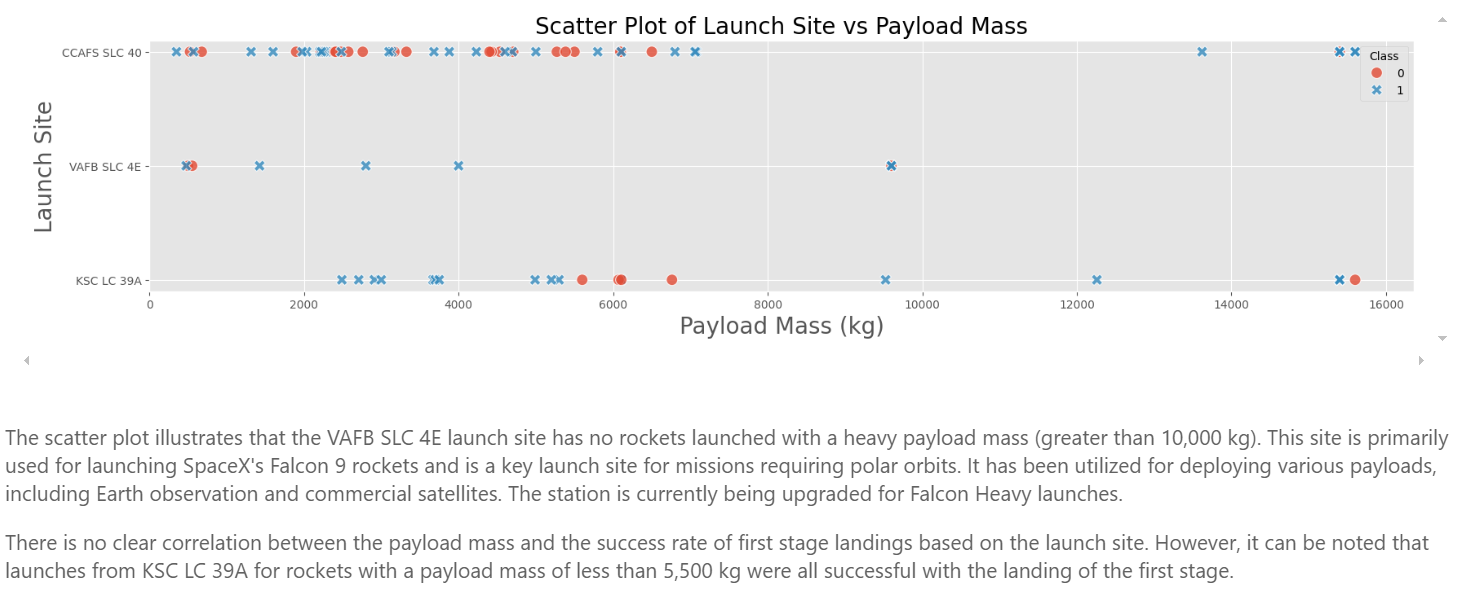 Scatter Plot of Launch Site vs Payload Mass
Launch Site
CCAFS SLC 40
VAFB SLC 4E
KSC LC 39A
Class
0
1
0 2000 4000 6000 8000 10000 12000 14000 16000
Payload Mass (kg)
The scatter plot illustrates that the VAFB SLC 4E launch site has no rockets launched with a heavy payload mass (greater than 10,000 kg). This site is primarily
used for launching SpaceX's Falcon 9 rockets and is a key launch site for missions requiring polar orbits. It has been utilized for deploying various payloads,
including Earth observation and commercial satellites. The station is currently being upgraded for Falcon Heavy launches.
There is no clear correlation between the payload mass and the success rate of first stage landings based on the launch site. However, it can be noted that
launches from KSC LC 39A for rockets with a payload mass of less than 5,500 kg were all successful with the landing of the first stage.